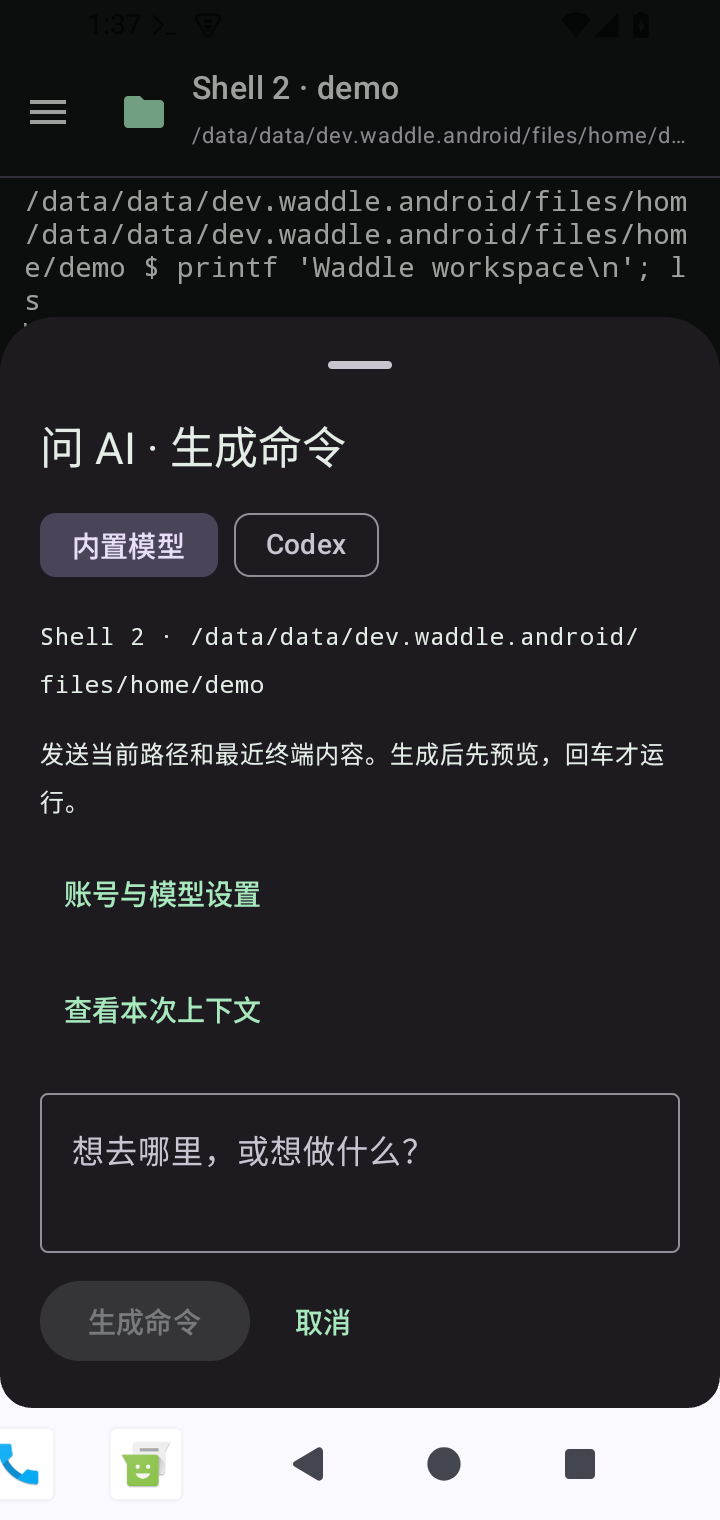 1:37
Shell 2 · demo
/data/data/dev.waddle.android/files/home/d…
/data/data/dev.waddle.android/files/hom
/data/data/dev.waddle.android/files/hom
e/demo $ printf 'Waddle workspace\n'; l
s
问 AI · 生成命令
内置模型
Codex
Shell 2 · /data/data/dev.waddle.android/
files/home/demo
发送当前路径和最近终端内容。生成后先预览，回车才运
行。
账号与模型设置
查看本次上下文
想去哪里，或想做什么？
生成命令
取消